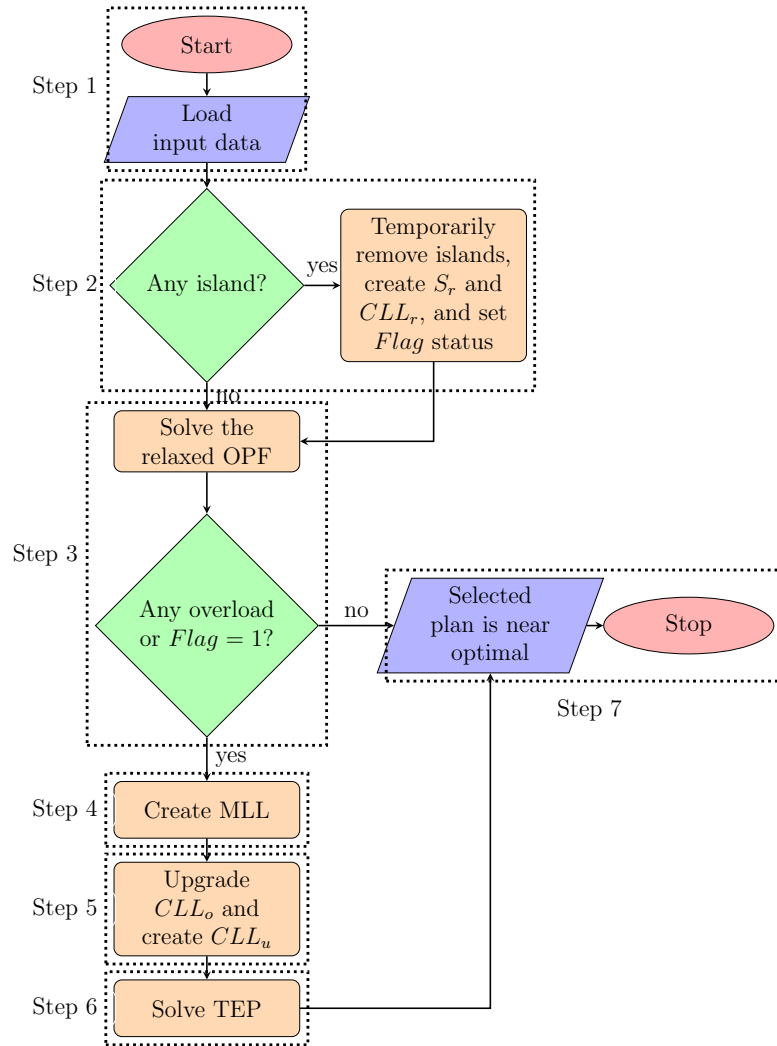 Start
Step 1
Load
input data
Step 2
Any island?
yes
Temporarily
remove islands,
create $S_r$ and
$CLL_r$, and set
$Flag$ status
no
Solve the
relaxed OPF
Step 3
Any overload
or $Flag = 1$?
no
Selected
plan is near
optimal
Stop
Step 7
yes
Step 4
Create MLL
Step 5
Upgrade
$CLL_o$ and
create $CLL_u$
Step 6
Solve TEP